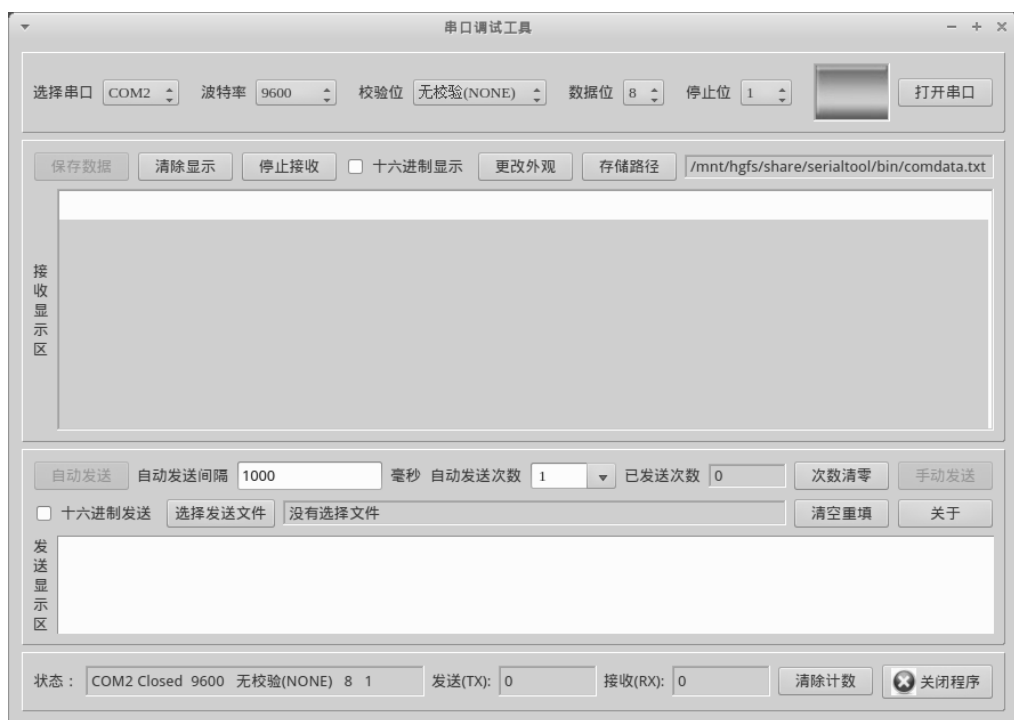 串口调试工具
选择串口 COM2 波特率 9600 校验位 无校验(NONE) 数据位 8 停止位 1 打开串口
保存数据 清除显示 停止接收 十六进制显示 更改外观 存储路径 /mnt/hgfs/share/serialtool/bin/comdata.txt
接收显示区
自动发送 自动发送间隔 1000 毫秒 自动发送次数 1 已发送次数 0 次数清零 手动发送
十六进制发送 选择发送文件 没有选择文件 清空重填 关于
发送显示区
状态： COM2 Closed 9600 无校验(NONE) 8 1 发送(TX): 0 接收(RX): 0 清除计数 关闭程序